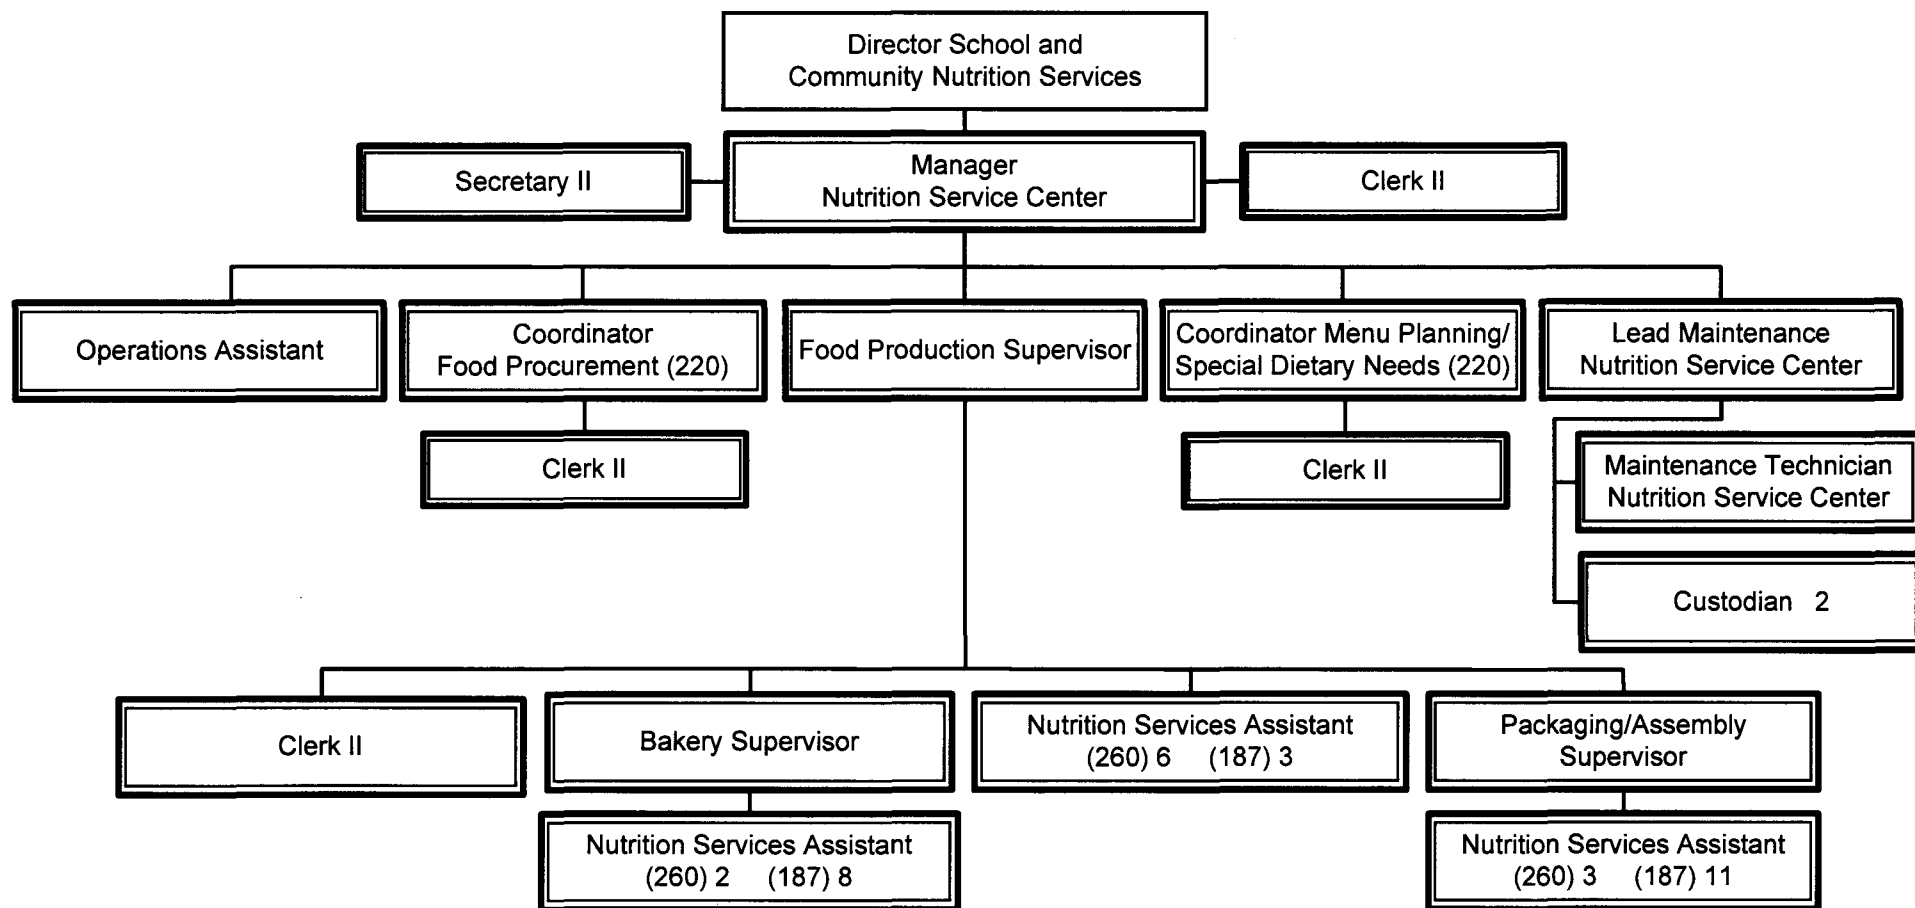 Director School and
Community Nutrition Services
Secretary II
Manager
Nutrition Service Center
Clerk II
Operations Assistant
Coordinator
Food Procurement (220)
Food Production Supervisor
Coordinator Menu Planning/
Special Dietary Needs (220)
Lead Maintenance
Nutrition Service Center
Clerk II
Clerk II
Maintenance Technician
Nutrition Service Center
Custodian 2
Clerk II
Bakery Supervisor
Nutrition Services Assistant
(260) 6 (187) 3
Packaging/Assembly
Supervisor
Nutrition Services Assistant
(260) 2 (187) 8
Nutrition Services Assistant
(260) 3 (187) 11